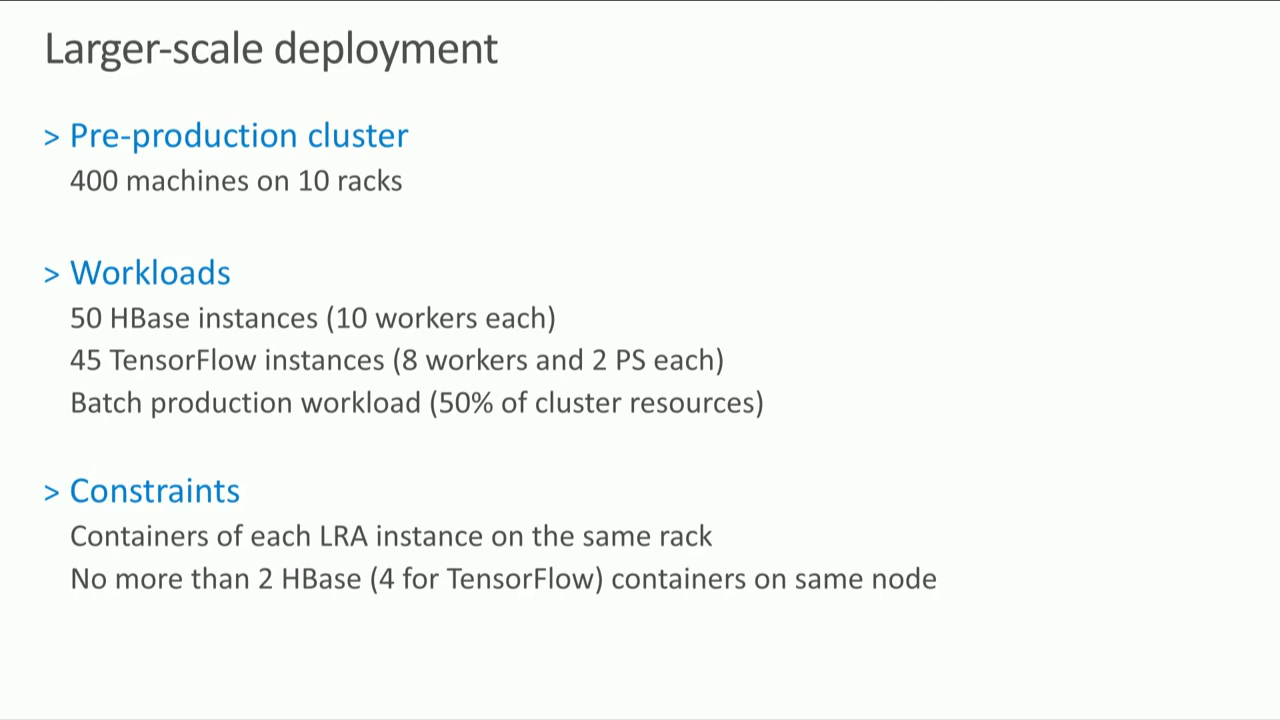 Larger-scale deployment
> Pre-production cluster
400 machines on 10 racks
> Workloads
50 HBase instances (10 workers each)
45 TensorFlow instances (8 workers and 2 PS each)
Batch production workload (50% of cluster resources)
> Constraints
Containers of each LRA instance on the same rack
No more than 2 HBase (4 for TensorFlow) containers on same node